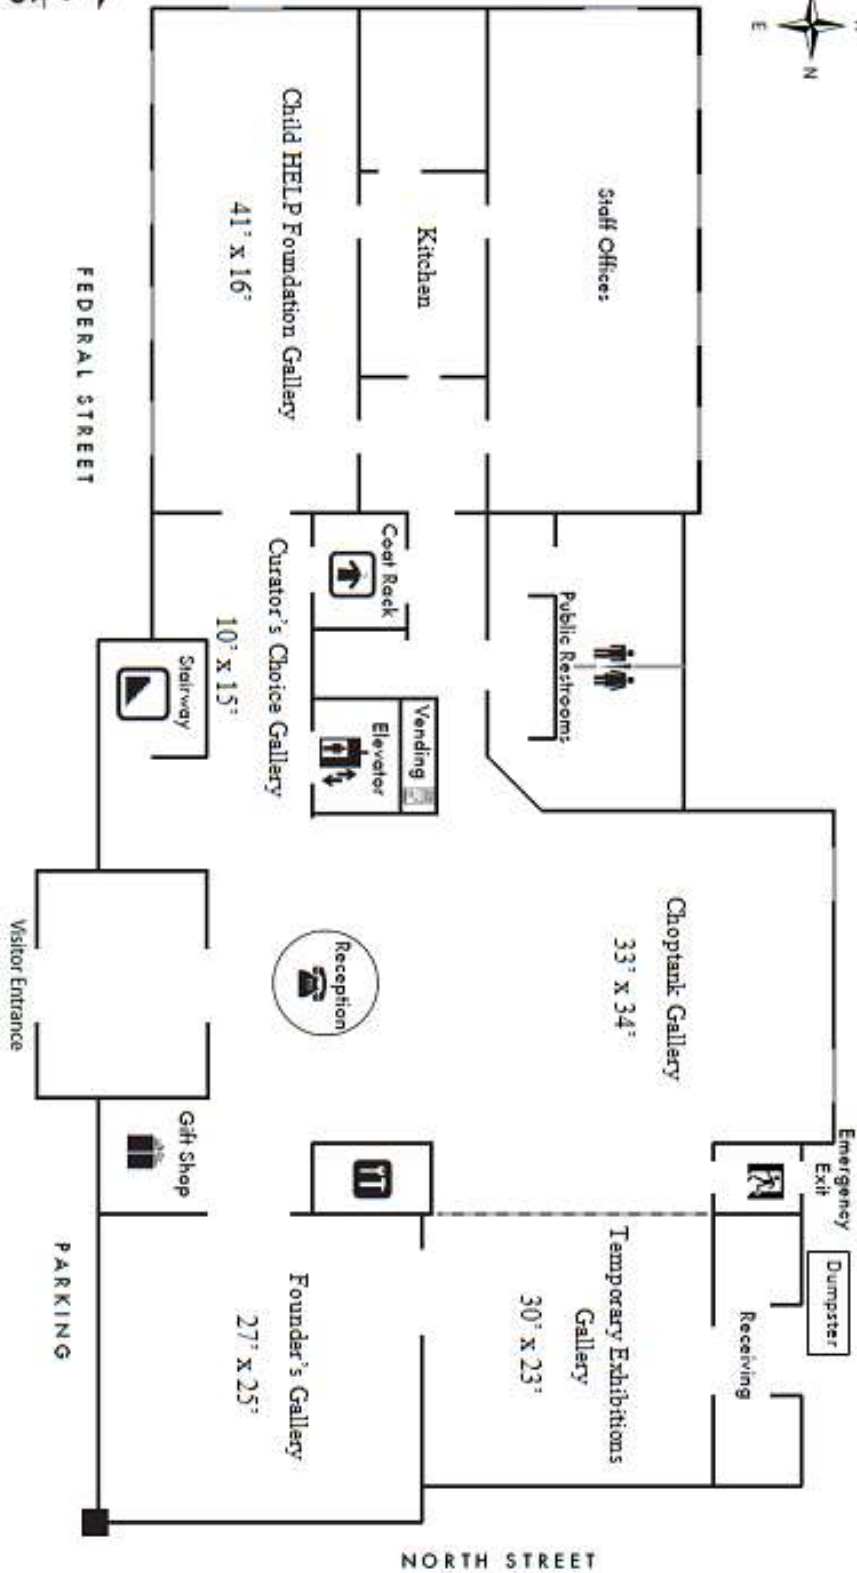 E
N
Staff Offices
Kitchen
Child HELP Foundation Gallery
41' x 16'
FEDERAL STREET
Public Restrooms
Coat Rack
Vending
Elevator
Curator's Choice Gallery
10' x 15'
Stairway
Choptank Gallery
33' x 34'
Reception
Visitor Entrance
Gift Shop
Emergency
Exit
Dumpster
Receiving
Temporary Exhibitions
Gallery
30' x 23'
Founder's Gallery
27' x 25'
PARKING
NORTH STREET